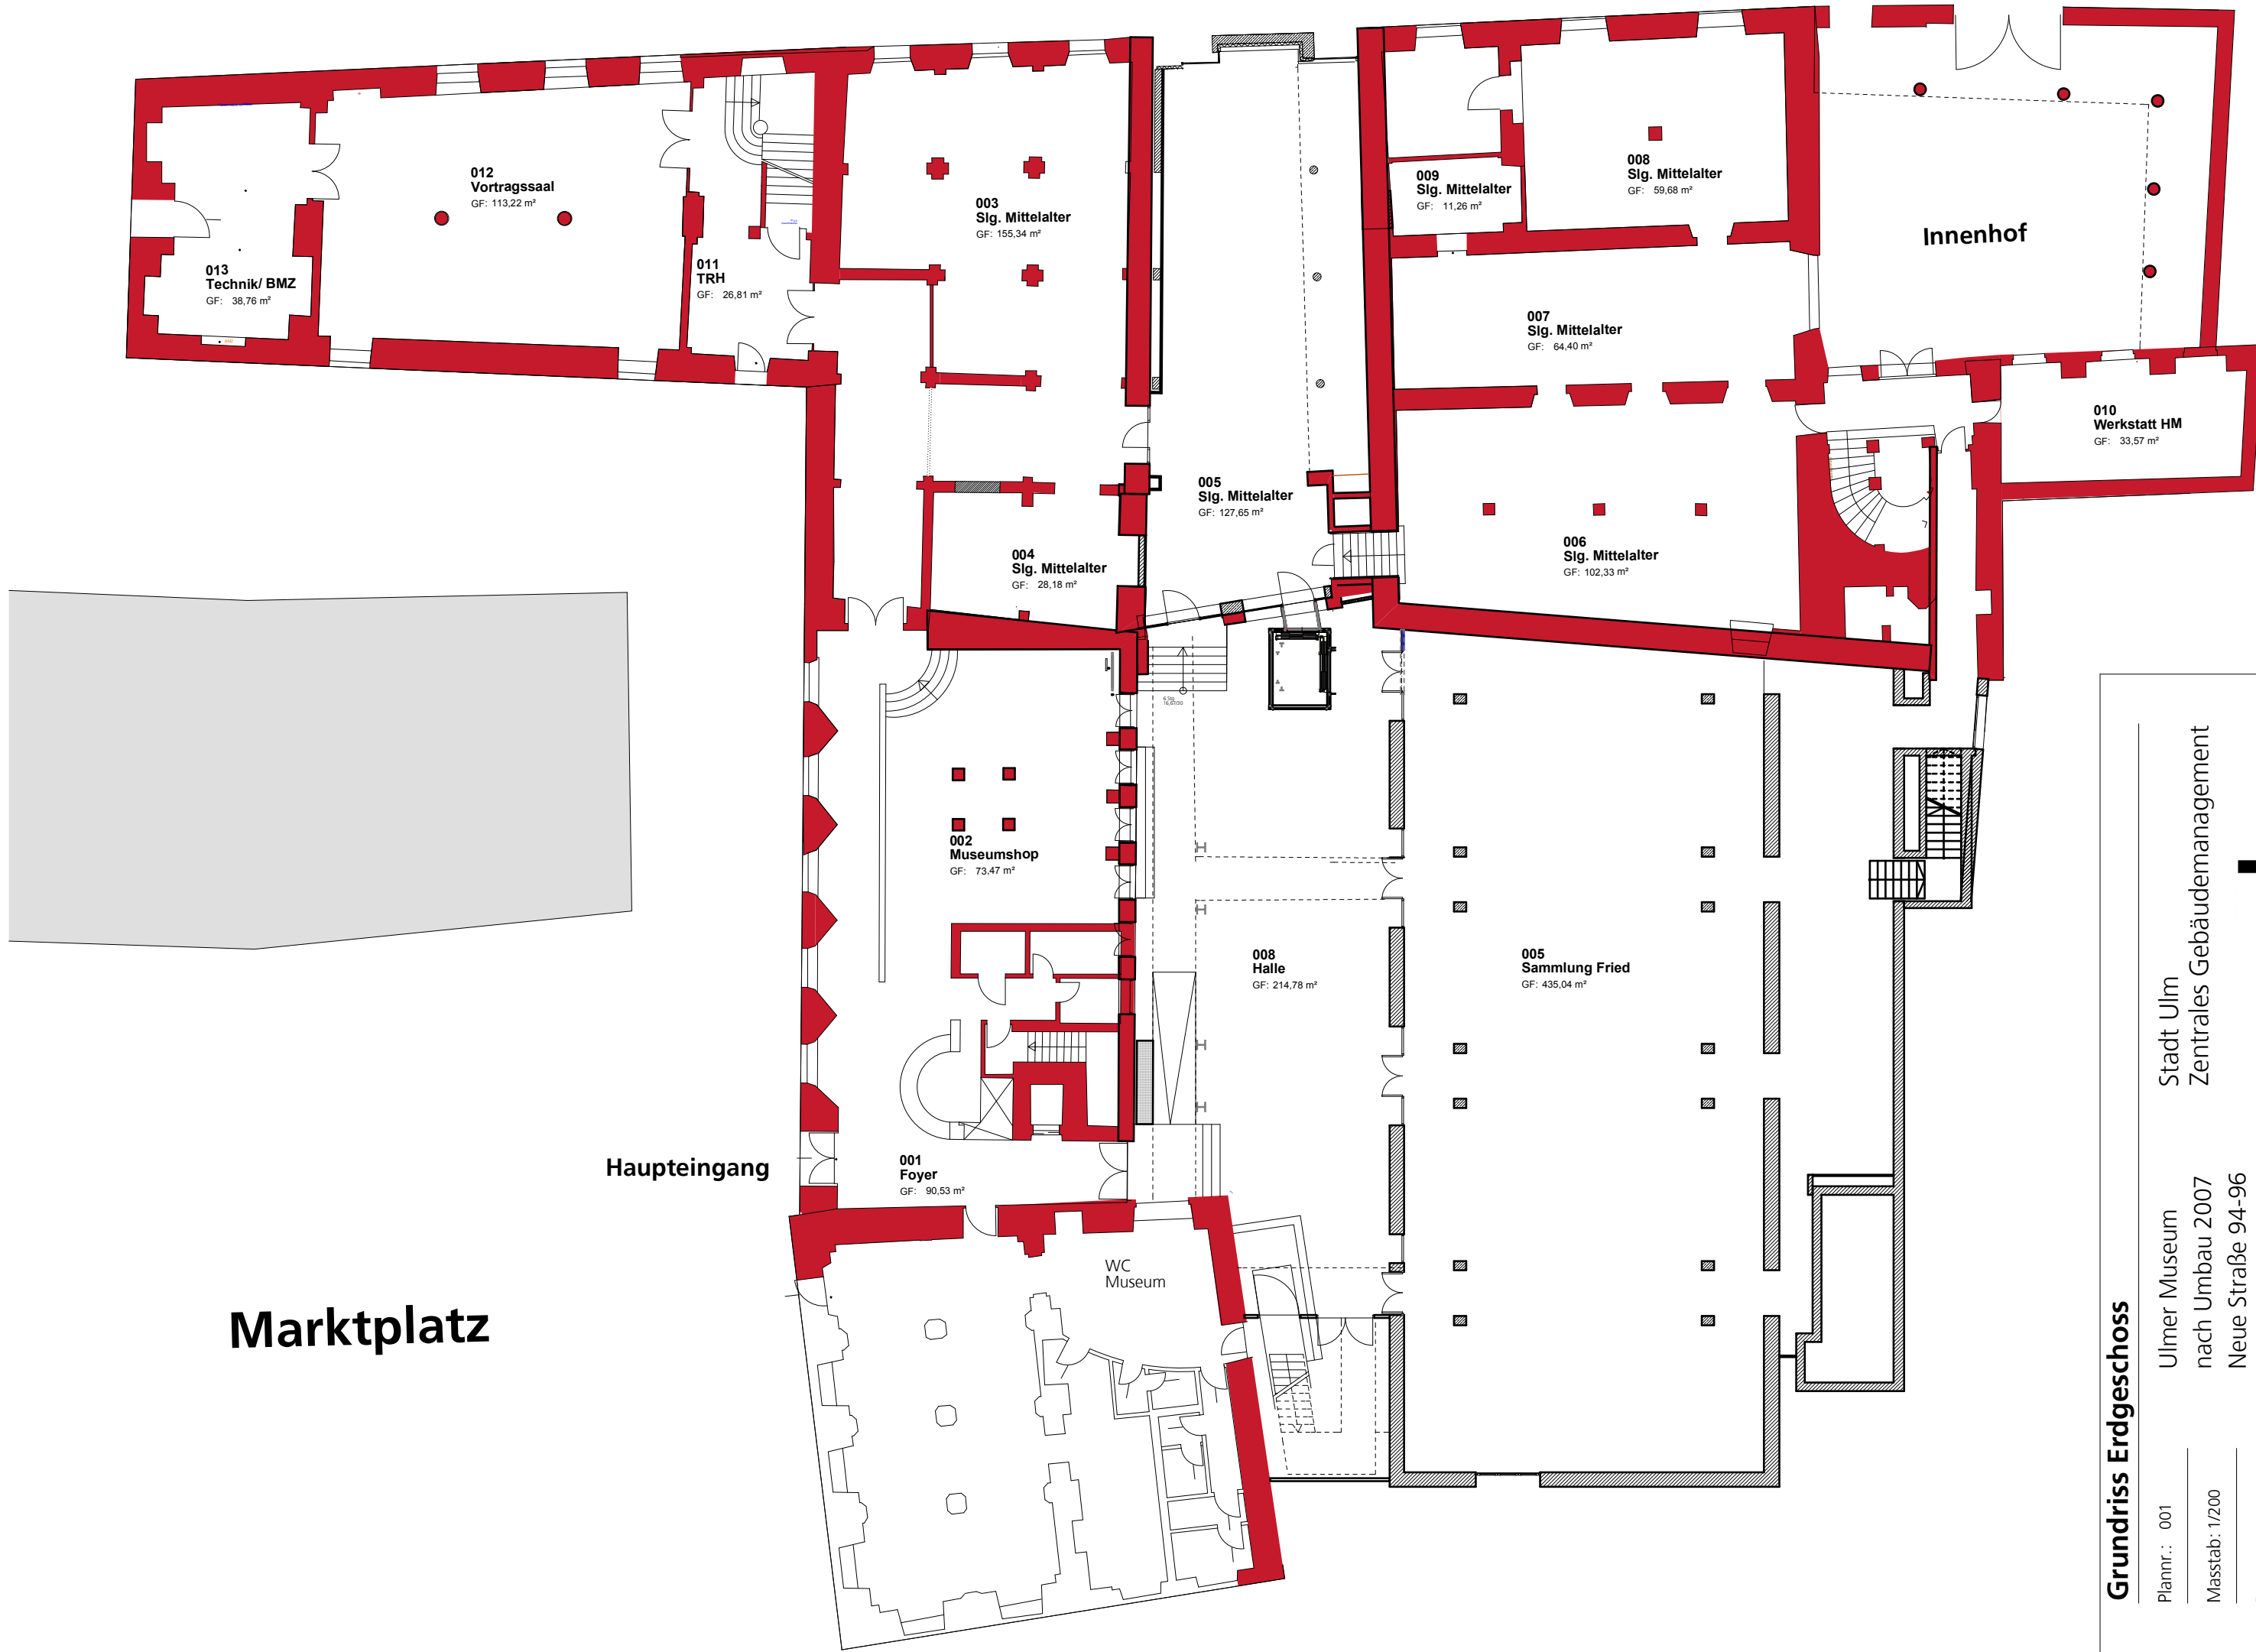 012
Vortragssaal
GF: 113,22 m²
013
Technik/ BMZ
GF: 38,76 m²
011
TRH
GF: 26,81 m²
003
Slg. Mittelalter
GF: 155,34 m²
004
Slg. Mittelalter
GF: 28,18 m²
005
Slg. Mittelalter
GF: 127,65 m²
009
Slg. Mittelalter
GF: 11,26 m²
008
Slg. Mittelalter
GF: 59,68 m²
007
Slg. Mittelalter
GF: 64,40 m²
006
Slg. Mittelalter
GF: 102,33 m²
Innenhof
010
Werkstatt HM
GF: 33,57 m²
6 Stg.
16,67/30
002
Museumshop
GF: 73,47 m²
008
Halle
GF: 214,78 m²
005
Sammlung Fried
GF: 435,04 m²
Haupteingang
001
Foyer
GF: 90,53 m²
WC
Museum
Marktplatz
Grundriss Erdgeschoss
Plannr.: 001
Masstab: 1/200
Ulmer Museum
nach Umbau 2007
Neue Straße 94-96
Stadt Ulm
Zentrales Gebäudemanagement